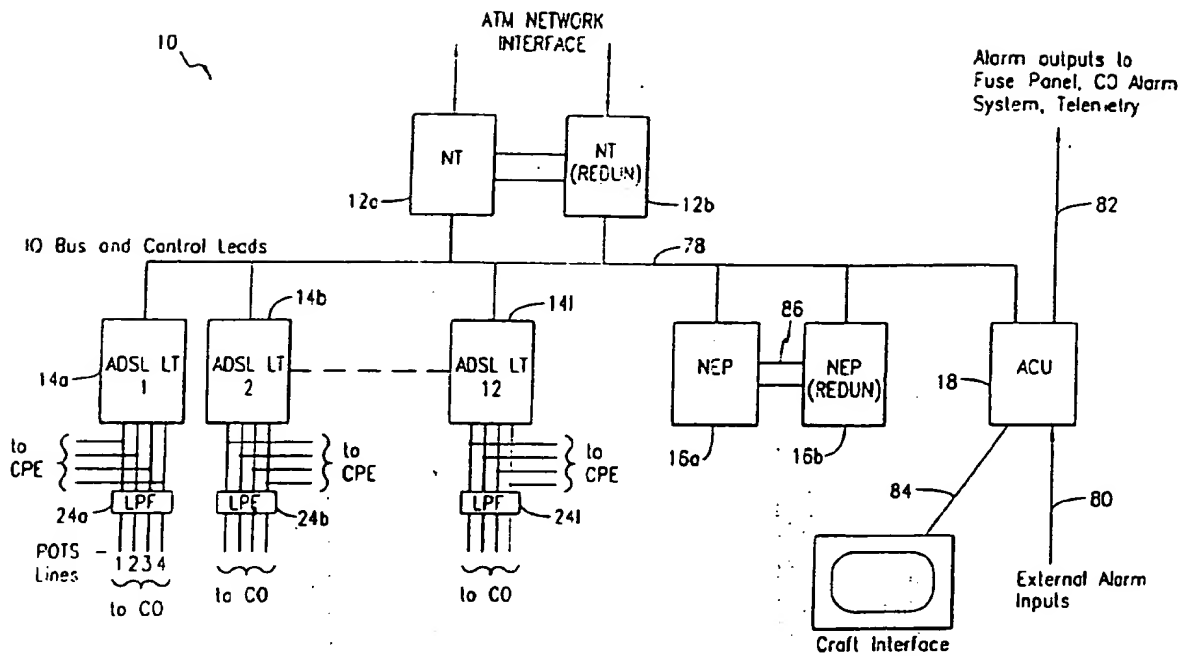 10
ATM NETWORK
INTERFACE
Alarm outputs to
Fuse Panel, CO Alarm
System, Telemetry
NT
NT
(REDUN)
12a
12b
82
IO Bus and Control Leads
78
14b
14l
86
14a
ADSL LT
1
ADSL LT
2
ADSL LT
12
NEP
NEP
(REDUN)
18
ACU
to
CPE
to
CPE
to
CPE
16a
16b
24a
LPF
LPF
24b
LPF
24l
84
80
POTS
Lines
1 2 3 4
to CO
to CO
to CO
External Alarm
Inputs
Craft Interface